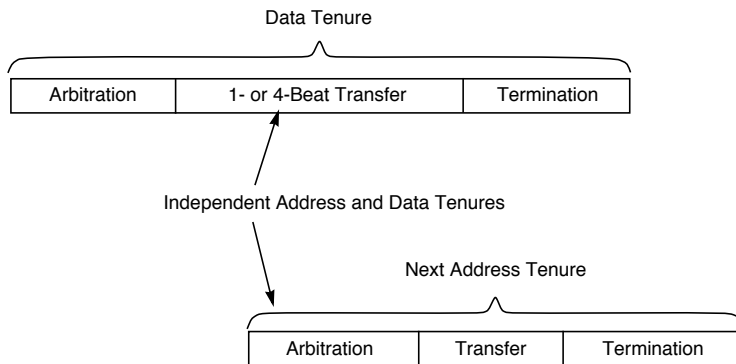 Data Tenure
Arbitration
1- or 4-Beat Transfer
Termination
Independent Address and Data Tenures
Next Address Tenure
Arbitration
Transfer
Termination